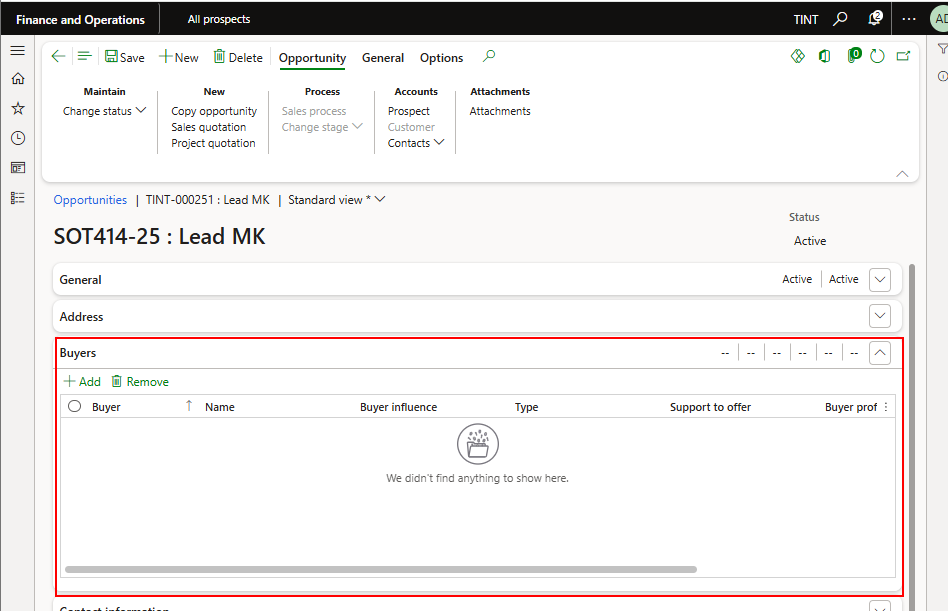 Finance and Operations All prospects TINT 2 AD
Save New Delete Opportunity General Options 0
Maintain New Process Accounts Attachments
Change status Copy opportunity Sales process Prospect Attachments
Sales quotation Change stage Customer
Project quotation Contacts
Opportunities | TINT-000251 : Lead MK | Standard view *
Status
SOT414-25 : Lead MK Active
General Active Active
Address
Buyers -- -- -- -- -- --
Add Remove
Buyer Name Buyer influence Type Support to offer Buyer prof
We didn't find anything to show here.
Contact information